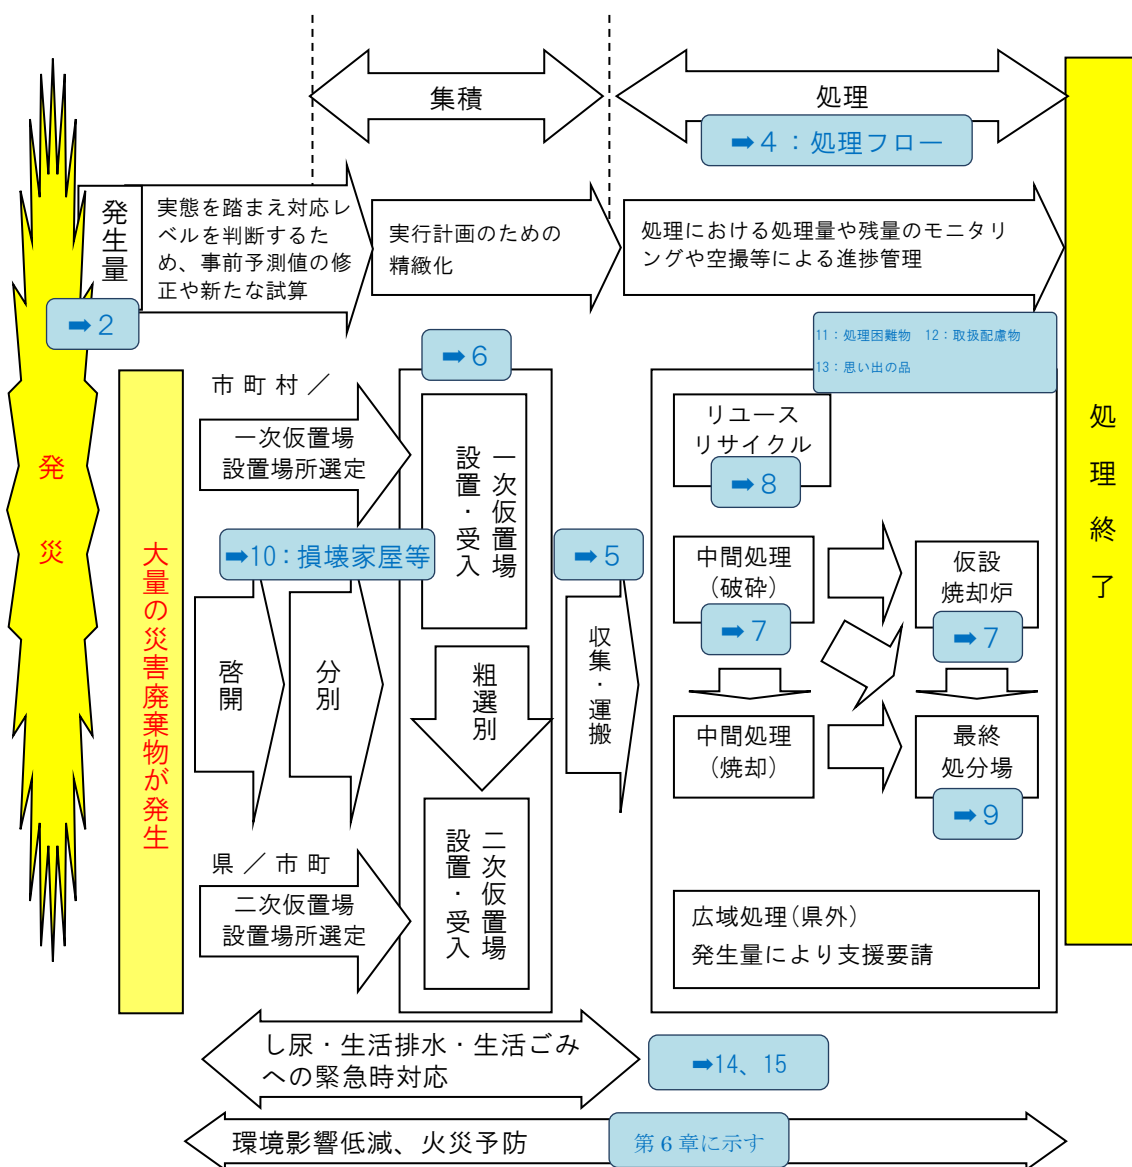 集積
処理
➡4：処理フロー
発生量
実態を踏まえ対応レ
ベルを判断するた
め、事前予測値の修
正や新たな試算
実行計画のための
精緻化
処理における処理量や残量のモニタリ
ングや空撮等による進捗管理
➡2
11：処理困難物　12：取扱配慮物
13：思い出の品
➡6
発災
大量の災害廃棄物が発生
市町村／
一次仮置場
設置場所選定
一次仮置場
設置・受入
リユース
リサイクル
➡8
➡10：損壊家屋等
➡5
中間処理
（破砕）
➡7
仮設
焼却炉
➡7
啓開
分別
粗選別
収集・運搬
中間処理
（焼却）
最終
処分場
➡9
県／市町
二次仮置場
設置場所選定
二次仮置場
設置・受入
広域処理（県外）
発生量により支援要請
処理終了
し尿・生活排水・生活ごみ
への緊急時対応
➡14、15
環境影響低減、火災予防
第６章に示す